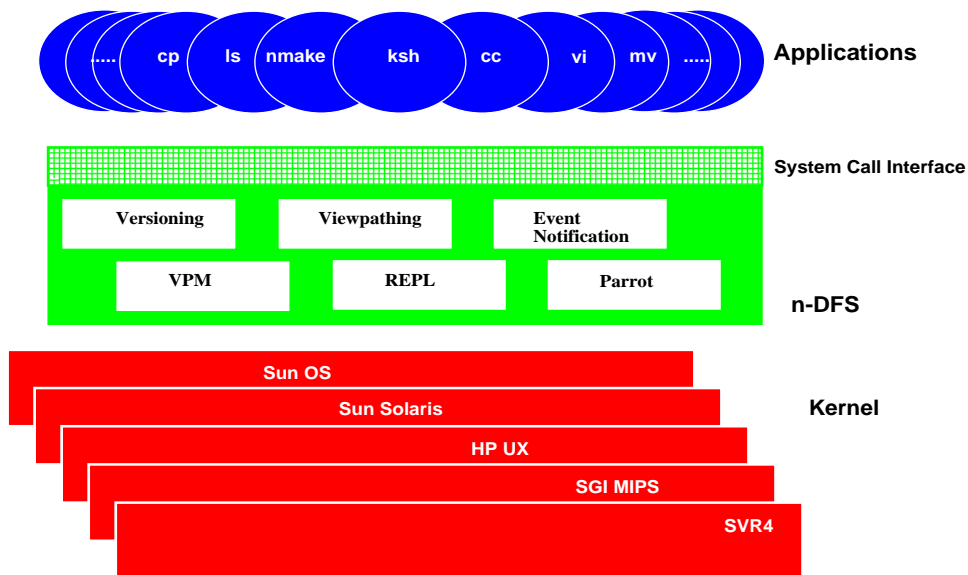 ..... cp ls nmake ksh cc vi mv .....
Applications
System Call Interface
Versioning
Viewpathing
Event
Notification
VPM
REPL
Parrot
n-DFS
Sun OS
Sun Solaris
Kernel
HP UX
SGI MIPS
SVR4